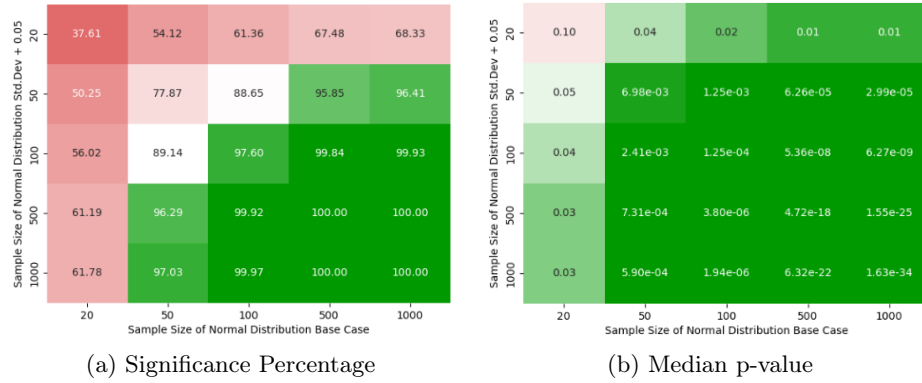 Sample Size of Normal Distribution Std.Dev + 0.05
20 37.61 54.12 61.36 67.48 68.33
50 50.25 77.87 88.65 95.85 96.41
100 56.02 89.14 97.60 99.84 99.93
500 61.19 96.29 99.92 100.00 100.00
1000 61.78 97.03 99.97 100.00 100.00
20 50 100 500 1000
Sample Size of Normal Distribution Base Case
(a) Significance Percentage
Sample Size of Normal Distribution Std.Dev + 0.05
20 0.10 0.04 0.02 0.01 0.01
50 0.05 6.98e-03 1.25e-03 6.26e-05 2.99e-05
100 0.04 2.41e-03 1.25e-04 5.36e-08 6.27e-09
500 0.03 7.31e-04 3.80e-06 4.72e-18 1.55e-25
1000 0.03 5.90e-04 1.94e-06 6.32e-22 1.63e-34
20 50 100 500 1000
Sample Size of Normal Distribution Base Case
(b) Median p-value